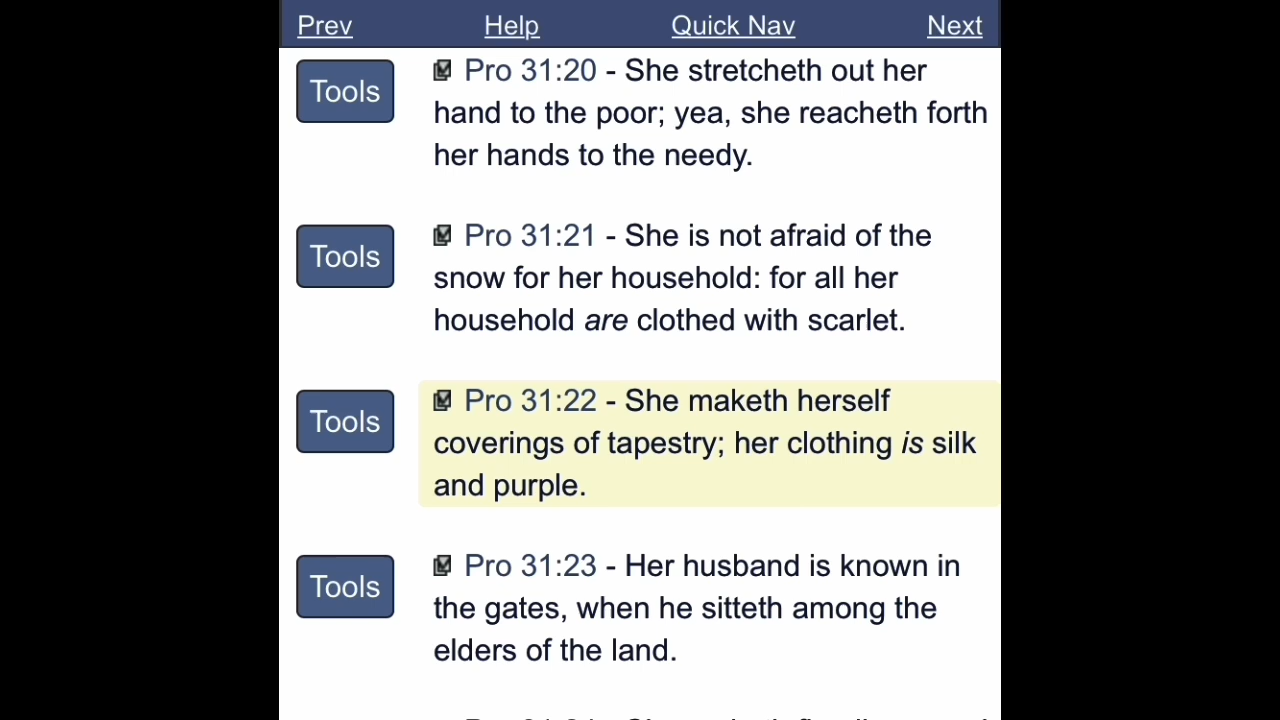 Prev Help Quick Nav Next
Tools Pro 31:20 - She stretcheth out her
hand to the poor; yea, she reacheth forth
her hands to the needy.
Tools Pro 31:21 - She is not afraid of the
snow for her household: for all her
household are clothed with scarlet.
Tools Pro 31:22 - She maketh herself
coverings of tapestry; her clothing is silk
and purple.
Tools Pro 31:23 - Her husband is known in
the gates, when he sitteth among the
elders of the land.